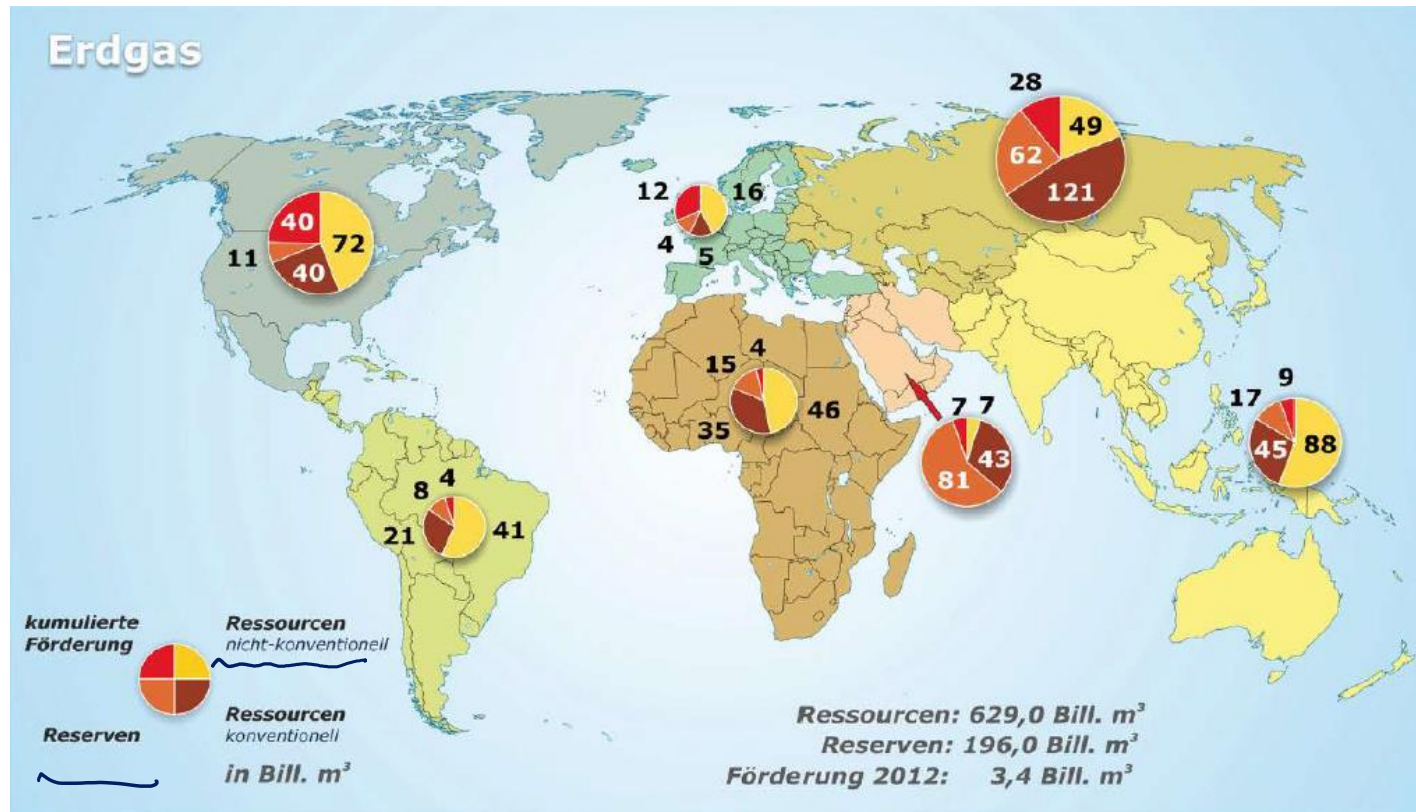 Erdgas
28
49
62
121
12
16
4
5
40
72
11
40
15
4
46
35
7
7
43
81
17
9
45
88
8
4
21
41
kumulierte
Förderung
Ressourcen
nicht-konventionell
Reserven
Ressourcen
konventionell
in Bill. m³
Ressourcen: 629,0 Bill. m³
Reserven: 196,0 Bill. m³
Förderung 2012: 3,4 Bill. m³